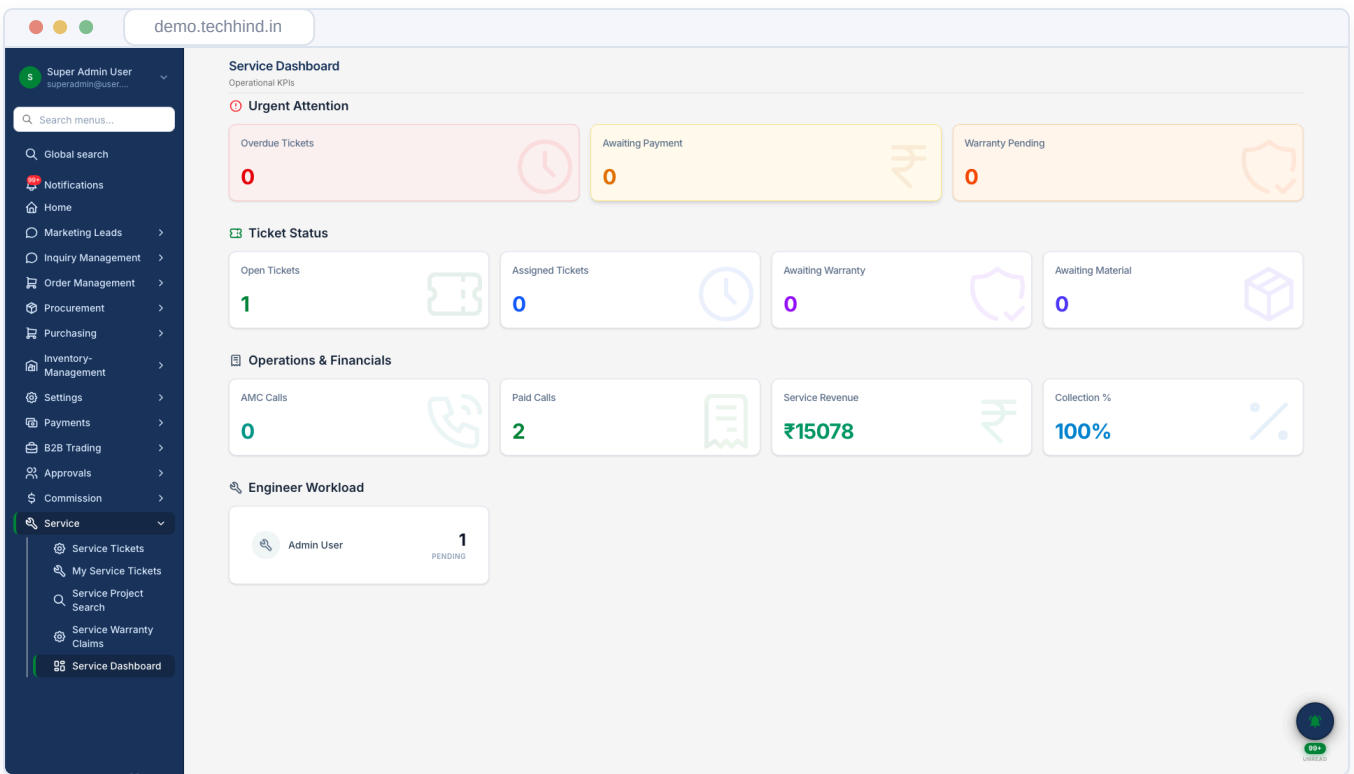 demo.techhind.in
S
Super Admin User
superadmin@user....
Search menus...
Global search
99+
Notifications
Home
Marketing Leads
Inquiry Management
Order Management
Procurement
Purchasing
Inventory-
Management
Settings
Payments
B2B Trading
Approvals
Commission
Service
Service Tickets
My Service Tickets
Service Project
Search
Service Warranty
Claims
Service Dashboard
Service Dashboard
Operational KPIs
Urgent Attention
Overdue Tickets
0
Awaiting Payment
0
₹
Warranty Pending
0
Ticket Status
Open Tickets
1
Assigned Tickets
0
Awaiting Warranty
0
Awaiting Material
0
Operations & Financials
AMC Calls
0
Paid Calls
2
Service Revenue
₹15078
₹
Collection %
100%
%
Engineer Workload
Admin User
1
PENDING
99+
UNREAD